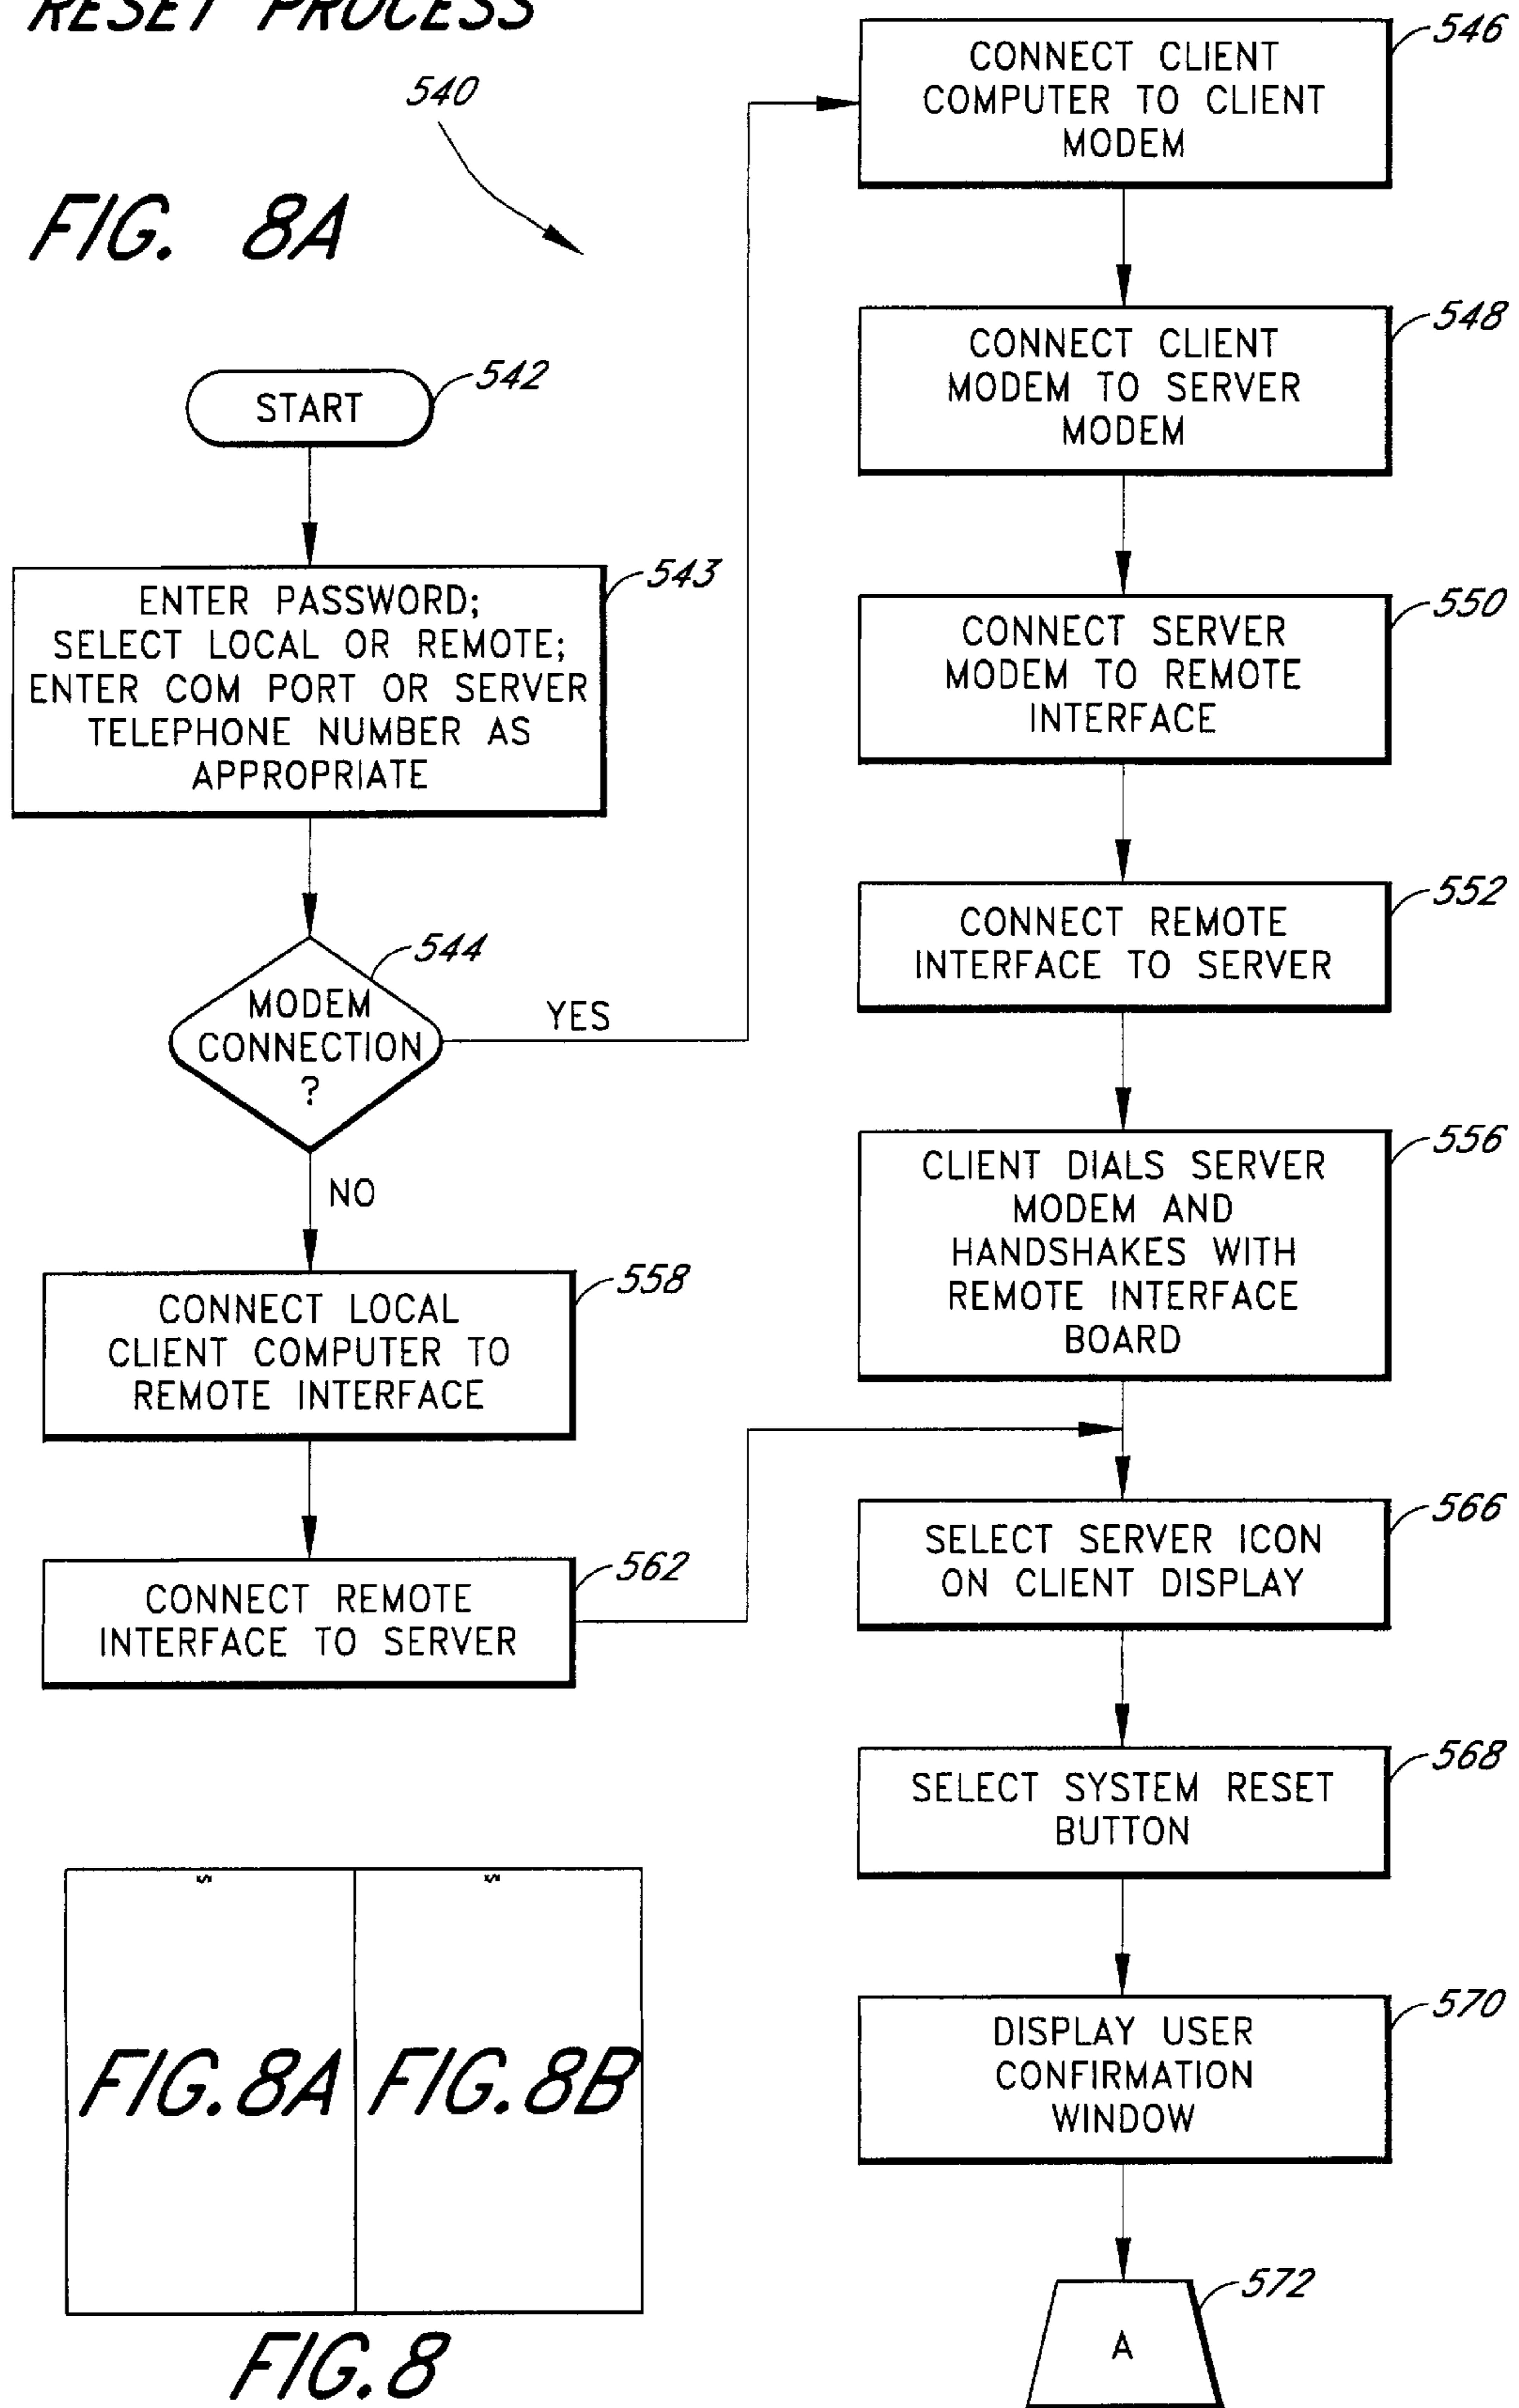 RESET PROCESS
540
FIG. 8A
START
542
ENTER PASSWORD;
SELECT LOCAL OR REMOTE;
ENTER COM PORT OR SERVER
TELEPHONE NUMBER AS
APPROPRIATE
543
MODEM
CONNECTION
?
544
YES
NO
CONNECT LOCAL
CLIENT COMPUTER TO
REMOTE INTERFACE
558
CONNECT REMOTE
INTERFACE TO SERVER
562
CONNECT CLIENT
COMPUTER TO CLIENT
MODEM
546
CONNECT CLIENT
MODEM TO SERVER
MODEM
548
CONNECT SERVER
MODEM TO REMOTE
INTERFACE
550
CONNECT REMOTE
INTERFACE TO SERVER
552
CLIENT DIALS SERVER
MODEM AND
HANDSHAKES WITH
REMOTE INTERFACE
BOARD
556
SELECT SERVER ICON
ON CLIENT DISPLAY
566
SELECT SYSTEM RESET
BUTTON
568
DISPLAY USER
CONFIRMATION
WINDOW
570
A
572
FIG.8A
FIG.8B
FIG.8